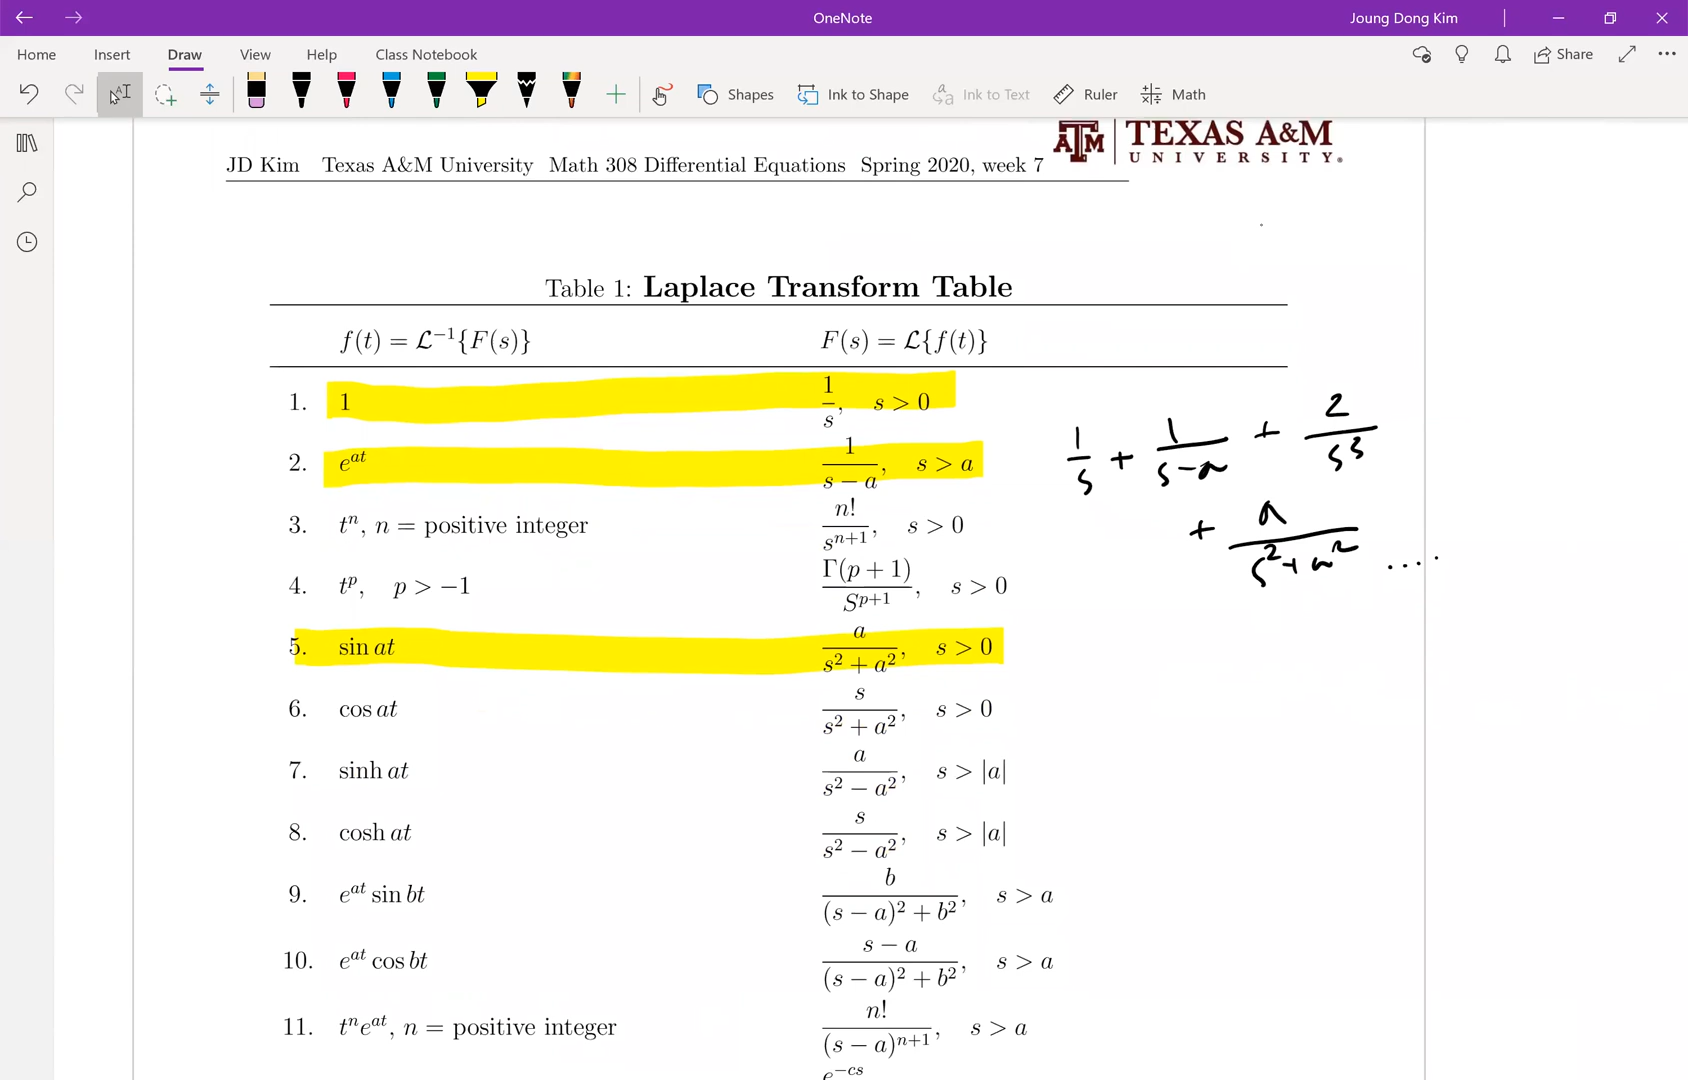 OneNote
Joung Dong Kim
Home Insert Draw View Help Class Notebook
Share
Shapes Ink to Shape Ink to Text Ruler Math
JD Kim Texas A&M University Math 308 Differential Equations Spring 2020, week 7
ATM TEXAS A&M
UNIVERSITY.
Table 1: Laplace Transform Table
f(t) = ℒ⁻¹{F(s)} F(s) = ℒ{f(t)}
1. 1 1/s, s > 0
2. e^{at} 1/(s − a), s > a
3. t^n, n = positive integer n!/s^{n+1}, s > 0
4. t^p, p > −1 Γ(p + 1)/S^{p+1}, s > 0
5. sin at a/(s² + a²), s > 0
6. cos at s/(s² + a²), s > 0
7. sinh at a/(s² − a²), s > |a|
8. cosh at s/(s² − a²), s > |a|
9. e^{at} sin bt b/((s − a)² + b²), s > a
10. e^{at} cos bt (s − a)/((s − a)² + b²), s > a
11. t^n e^{at}, n = positive integer n!/(s − a)^{n+1}, s > a
e^{−cs}
1/s + 1/(s−a) + 2/s³
+ a/(s²+a²) .....